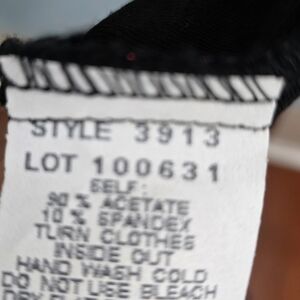 STYLE 3913
LOT 100631
SELF:
90 % ACETATE
10 % SPANDEX
TURN CLOTHES
INSIDE OUT
HAND WASH COLD
DO NOT USE BLEACH